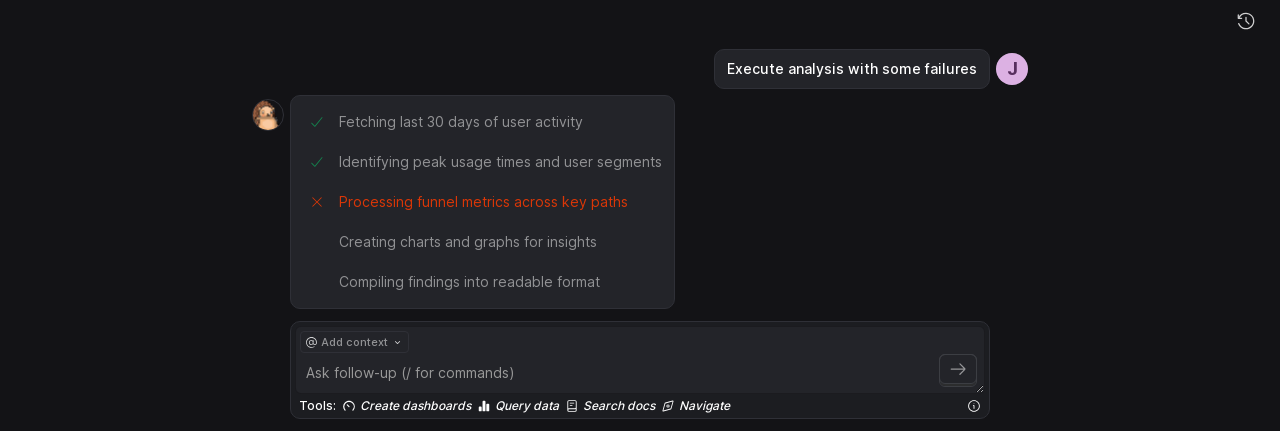 Execute analysis with some failures
J
Fetching last 30 days of user activity
Identifying peak usage times and user segments
Processing funnel metrics across key paths
Creating charts and graphs for insights
Compiling findings into readable format
@ Add context
Ask follow-up (/ for commands)
Tools: Create dashboards Query data Search docs Navigate